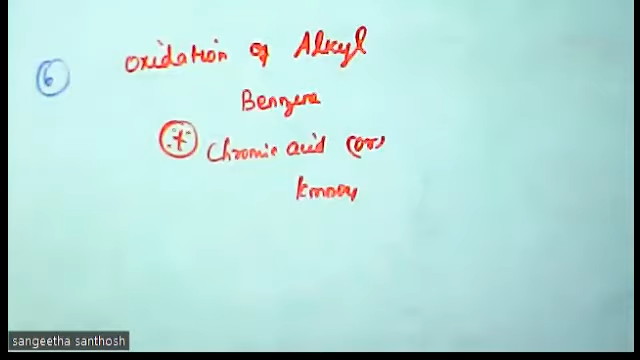 6 oxidation of Alkyl
Benzene
+ Chromic acid (or)
kmno4
sangeetha santhosh